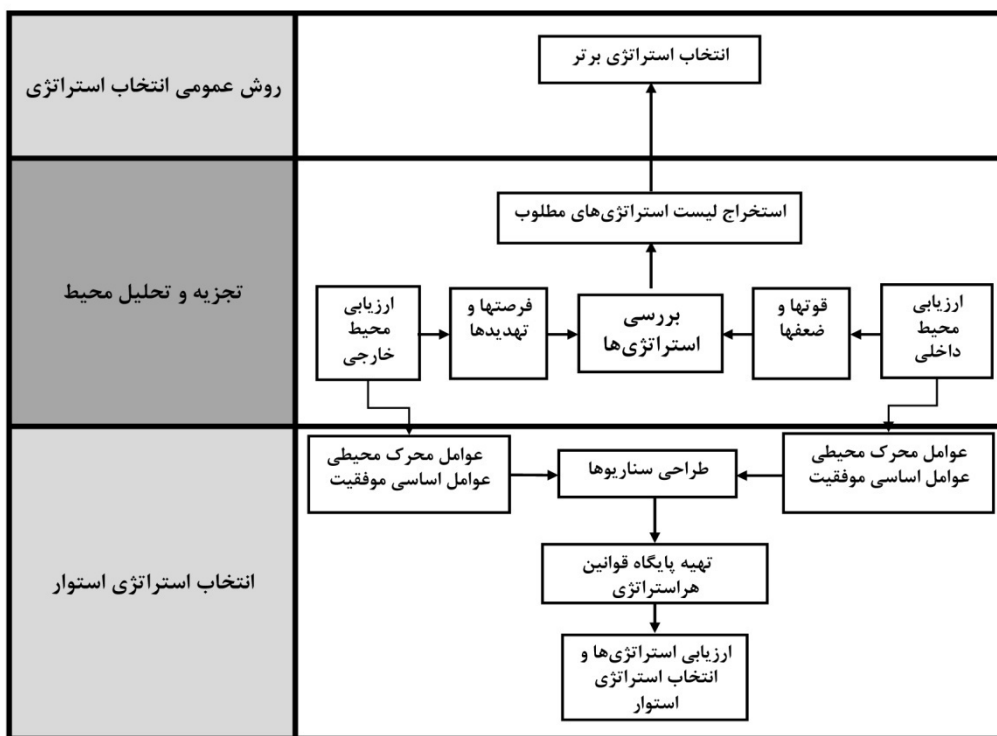 روش عمومی انتخاب استراتژی
انتخاب استراتژی برتر
تجزیه و تحلیل محیط
استخراج لیست استراتژی‌های مطلوب
ارزیابی
محیط
داخلی
قوتها و
ضعفها
بررسی
استراتژی‌ها
فرصتها و
تهدیدها
ارزیابی
محیط
خارجی
انتخاب استراتژی استوار
عوامل محرک محیطی
عوامل اساسی موفقیت
طراحی سناریوها
عوامل محرک محیطی
عوامل اساسی موفقیت
تهیه پایگاه قوانین
هراستراتژی
ارزیابی استراتژی‌ها و
انتخاب استراتژی
استوار